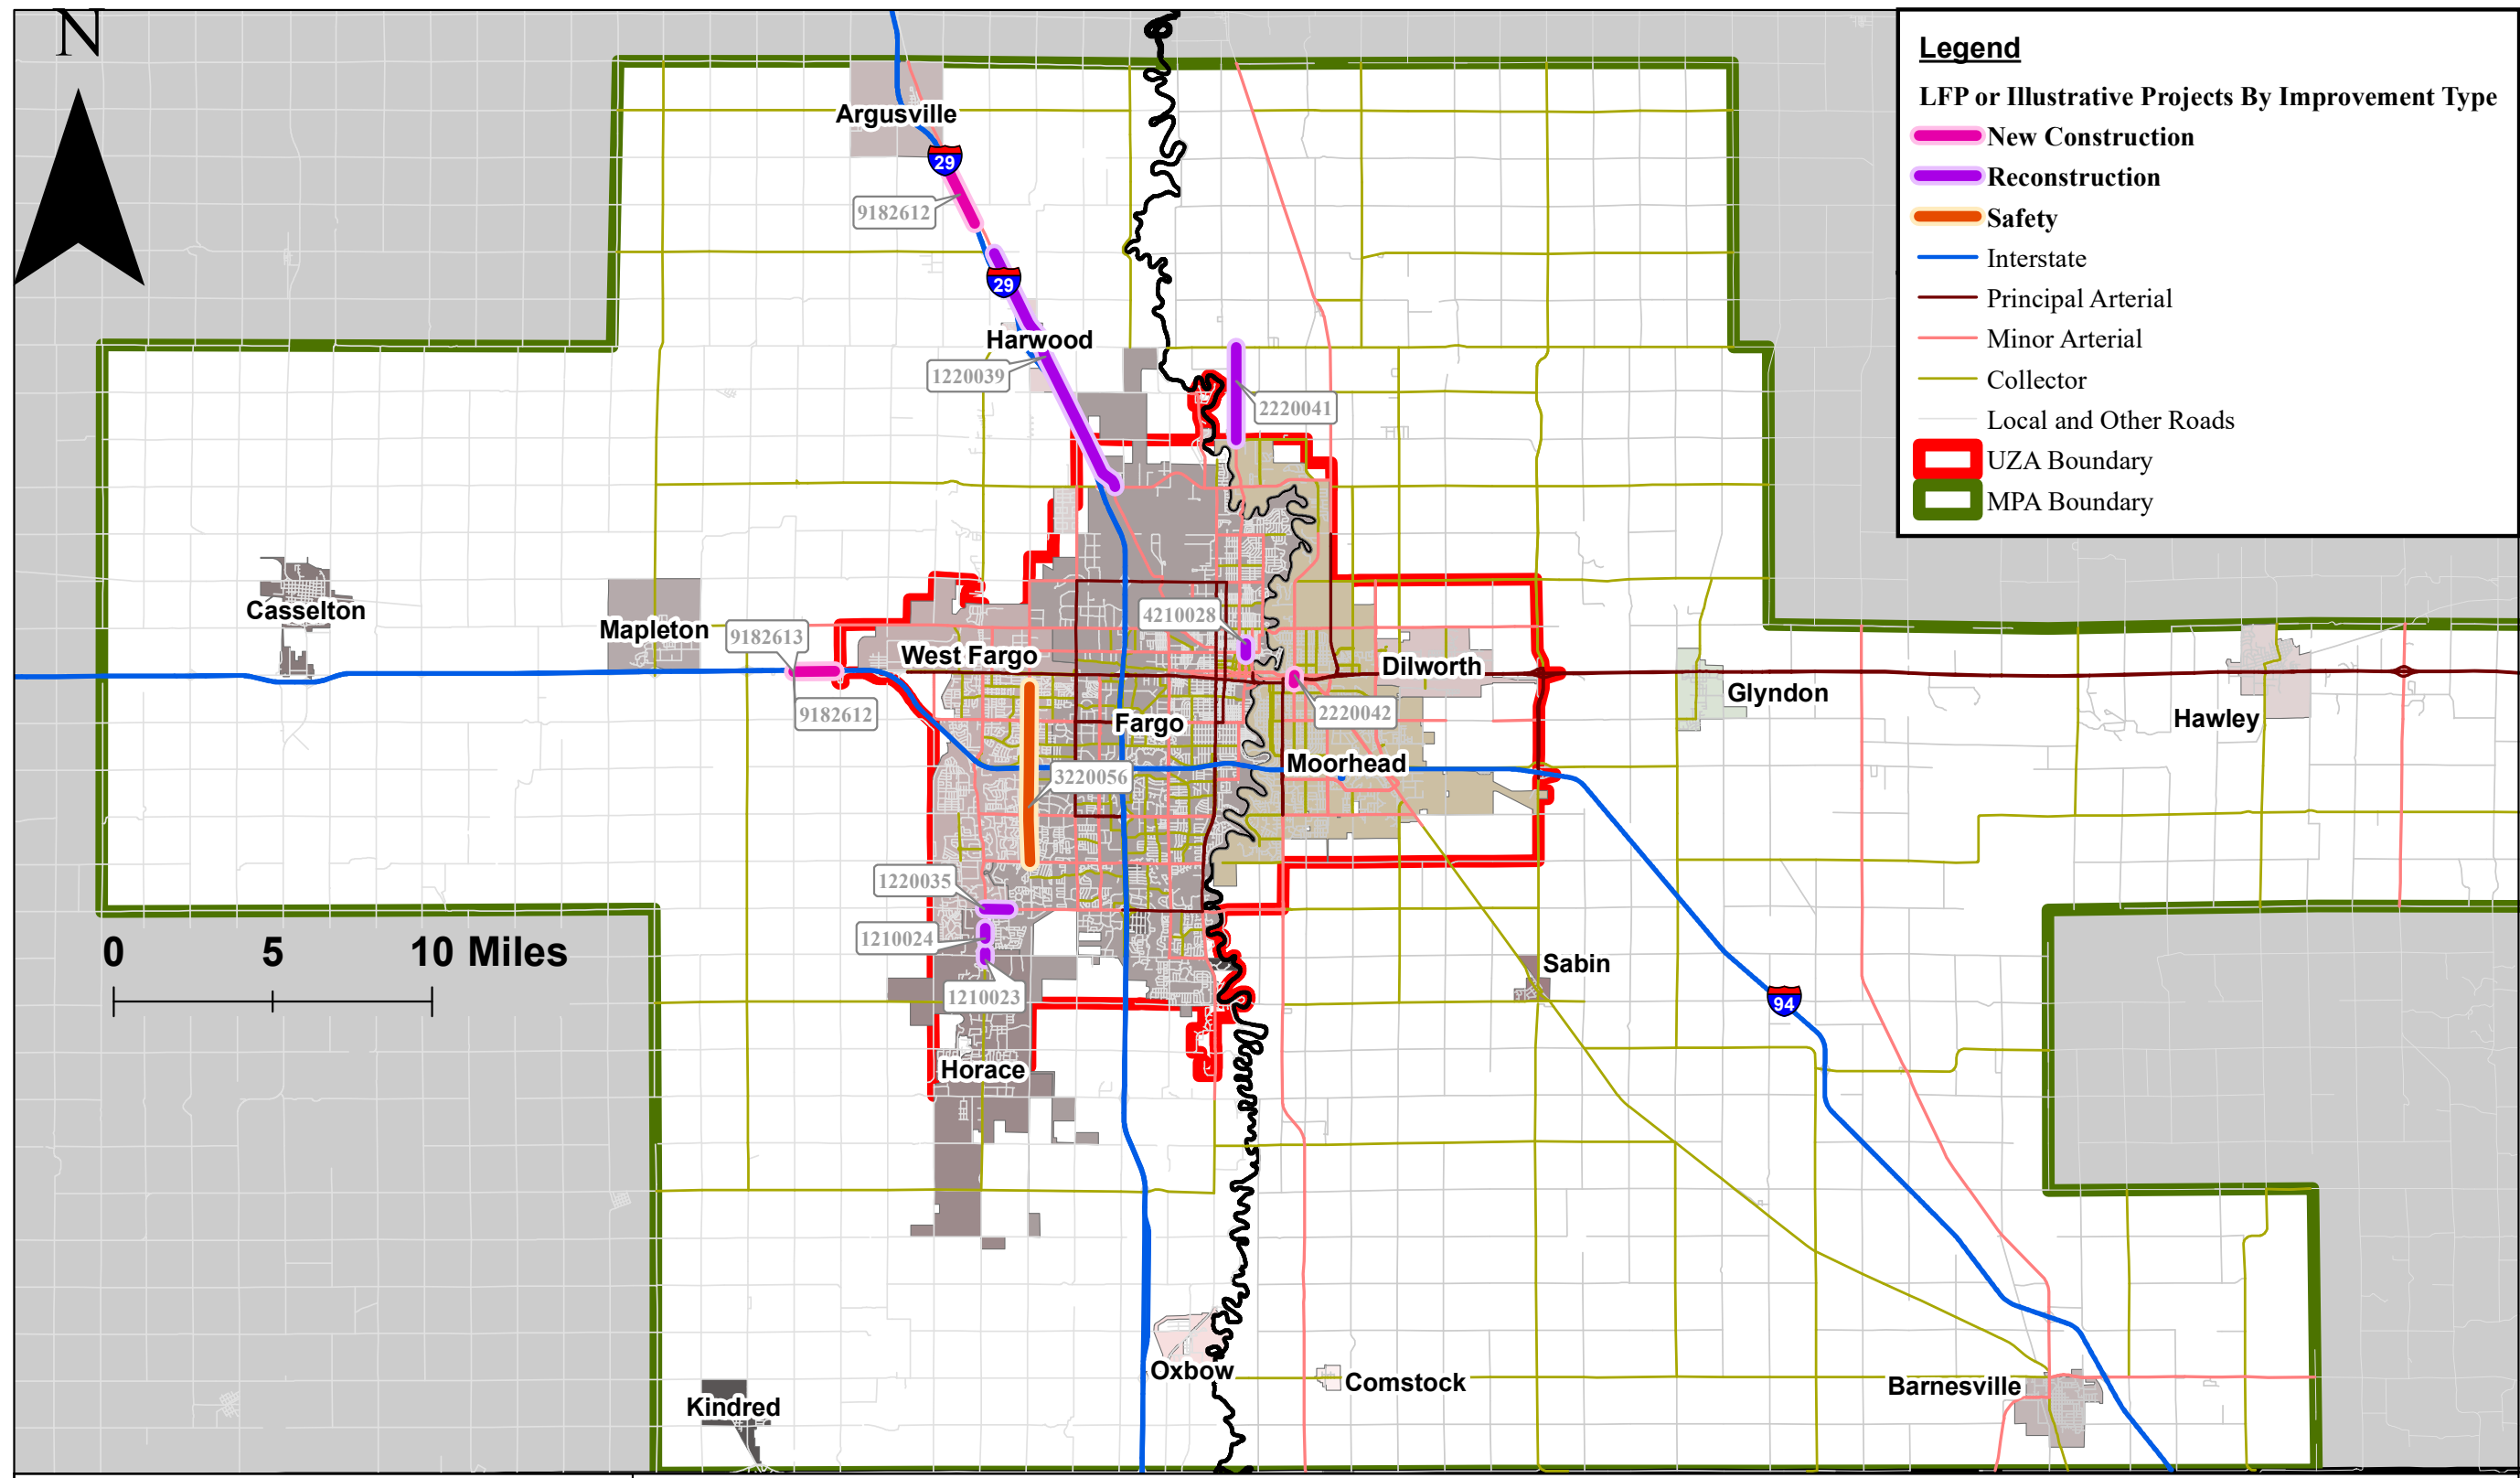 N
Legend
LFP or Illustrative Projects By Improvement Type
New Construction
Reconstruction
Safety
Interstate
Principal Arterial
Minor Arterial
Collector
Local and Other Roads
UZA Boundary
MPA Boundary
Argusville
29
9182612
29
Harwood
1220039
2220041
Casselton
Mapleton
9182613
4210028
West Fargo
Dilworth
Glyndon
Hawley
9182612
Fargo
2220042
Moorhead
3220056
1220035
1210024
0 5 10 Miles
Sabin
1210023
94
Horace
Oxbow
Comstock
Barnesville
Kindred